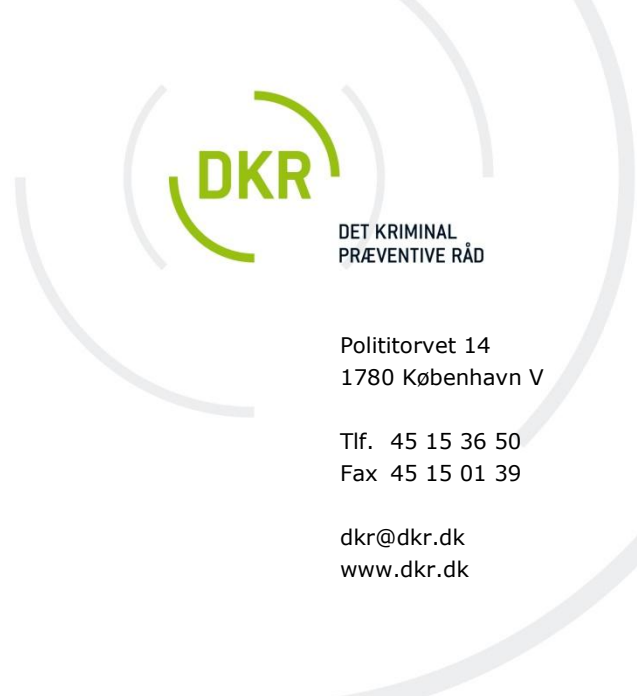 DKR
DET KRIMINAL
PRÆVENTIVE RÅD
Polititorvet 14
1780 København V
Tlf. 45 15 36 50
Fax 45 15 01 39
dkr@dkr.dk
www.dkr.dk